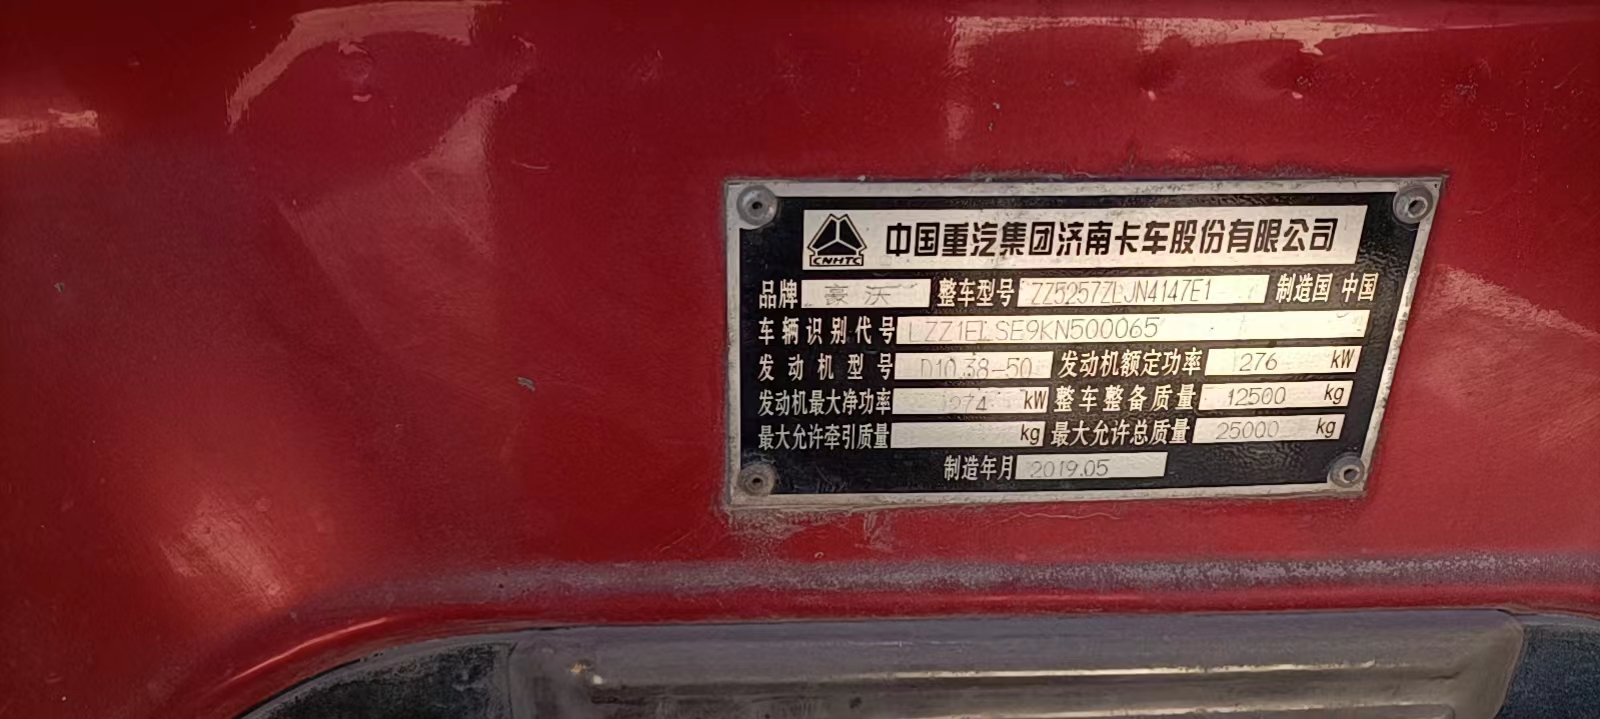 CNHTC 中国重汽集团济南卡车股份有限公司
品牌 豪沃 整车型号 ZZ5257ZLJN4147E1 制造国 中国
车辆识别代号 LZZ1ELSE9KN500065
发动机型号 D10.38-50 发动机额定功率 276 kW
发动机最大净功率 274 kW 整车整备质量 12500 kg
最大允许牵引质量 kg 最大允许总质量 25000 kg
制造年月 2019.05